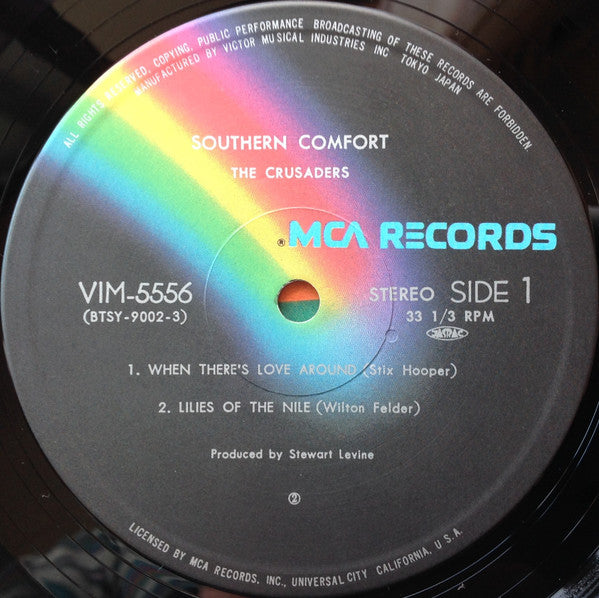 ALL RIGHTS RESERVED, COPYING, PUBLIC PERFORMANCE BROADCASTING OF THESE RECORDS ARE FORBIDDEN.
MANUFACTURED BY VICTOR MUSICAL INDUSTRIES INC TOKYO JAPAN
SOUTHERN COMFORT
THE CRUSADERS
® MCA RECORDS
VIM-5556
(BTSY-9002-3)
STEREO SIDE 1
33 1/3 RPM
JASRAC
1. WHEN THERE'S LOVE AROUND (Stix Hooper)
2. LILIES OF THE NILE (Wilton Felder)
Produced by Stewart Levine
②
LICENSED BY MCA RECORDS, INC., UNIVERSAL CITY, CALIFORNIA, U.S.A.